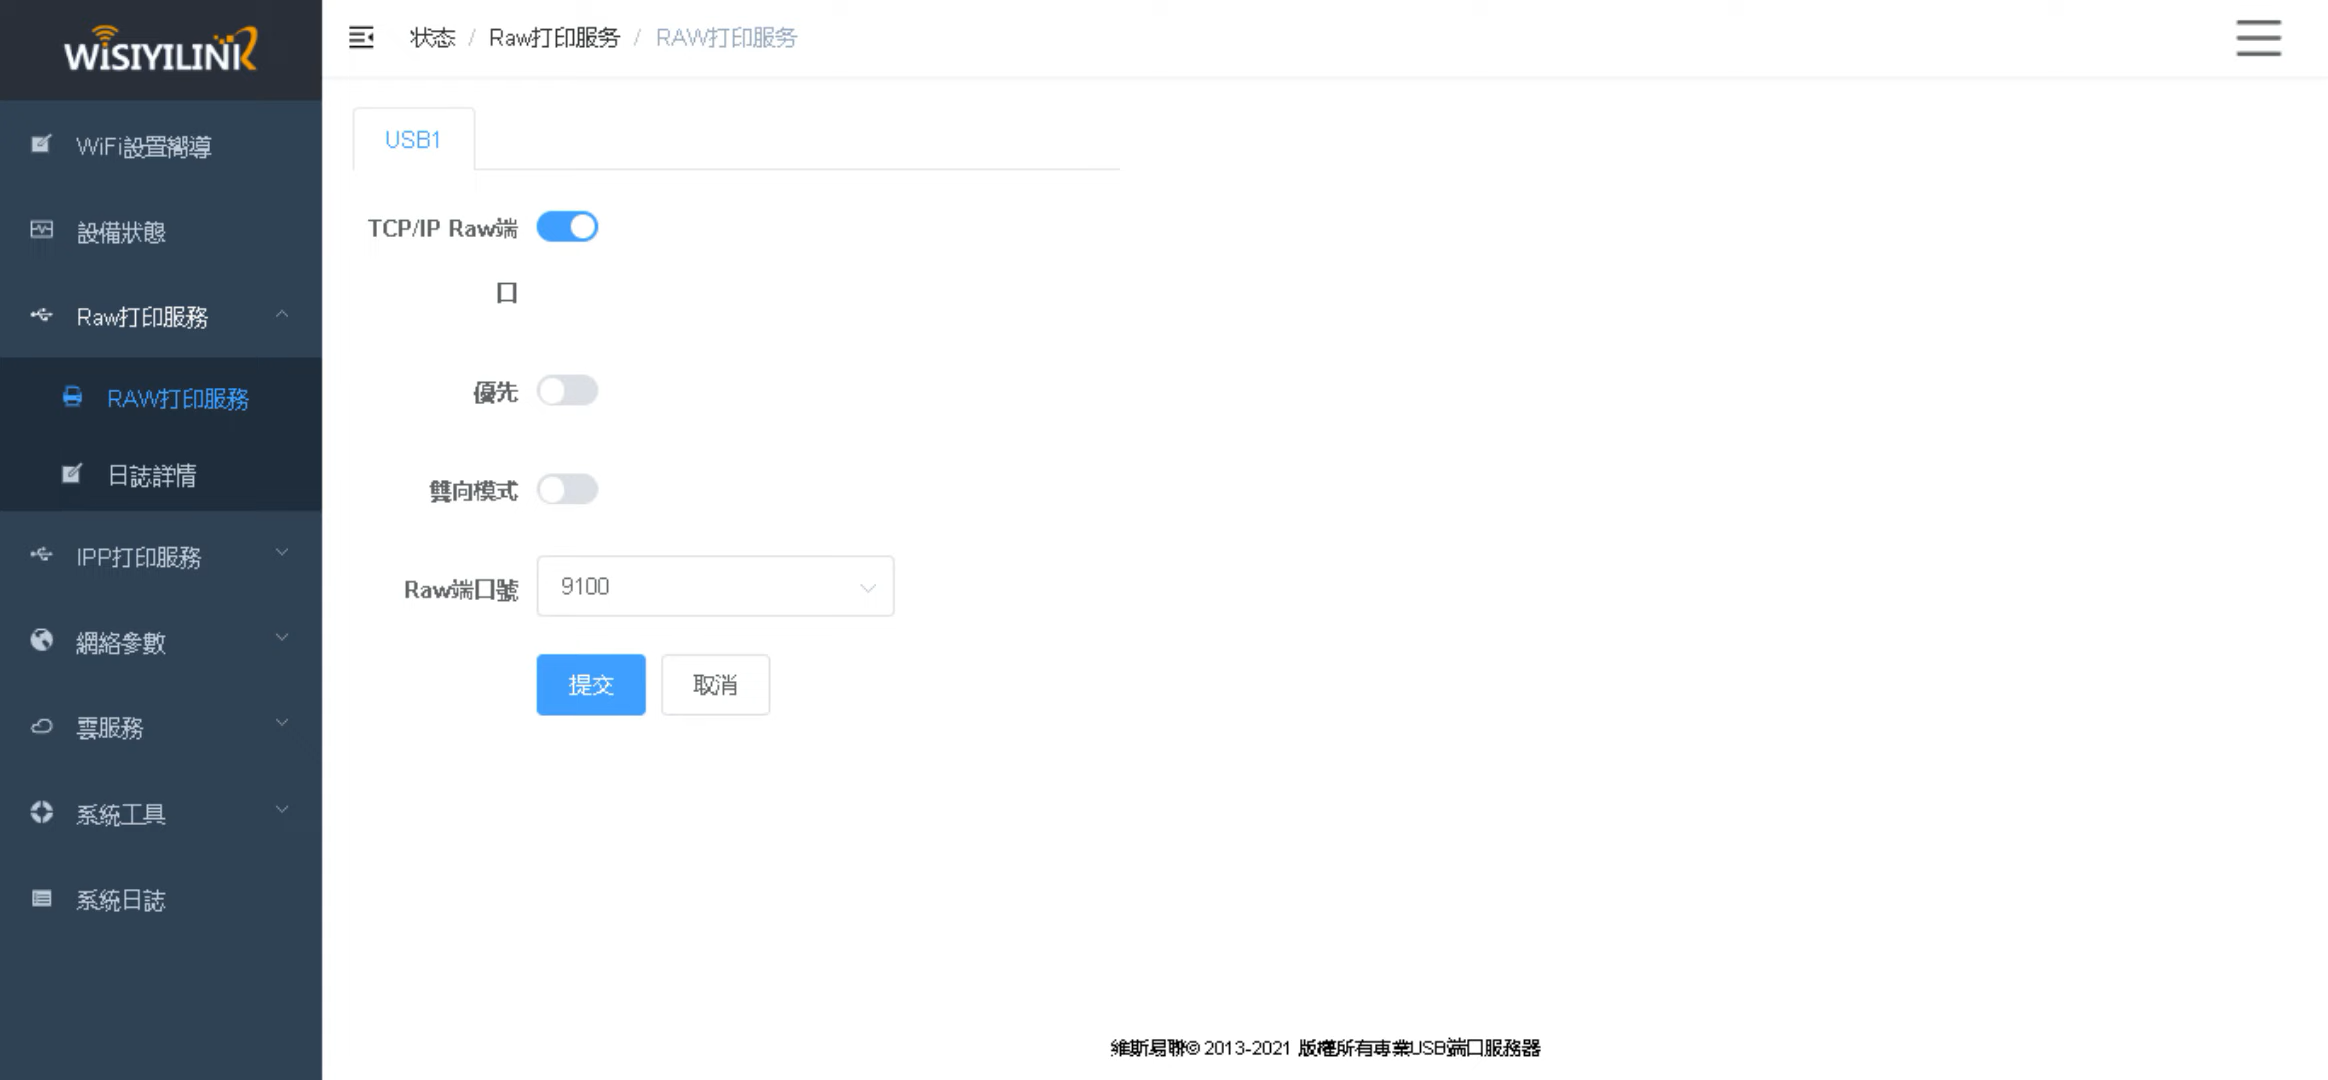 WiSIYILINK
状态 / Raw打印服务 / RAW打印服务
WiFi設置嚮導
設備狀態
Raw打印服務
RAW打印服務
日誌詳情
IPP打印服務
網絡參數
雲服務
系統工具
系統日誌
USB1
TCP/IP Raw端
口
優先
雙向模式
Raw端口號
9100
提交
取消
維斯易聯© 2013-2021 版權所有專業USB端口服務器